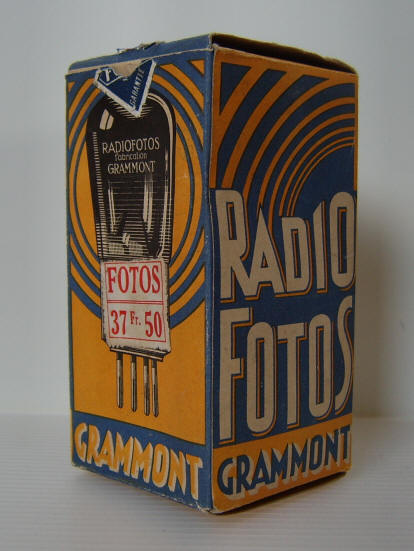 GARANTIE
RADIOFOTOS
fabrication
GRAMMONT
FOTOS
37 Fr. 50
GRAMMONT
RADIO
FOTOS
GRAMMONT